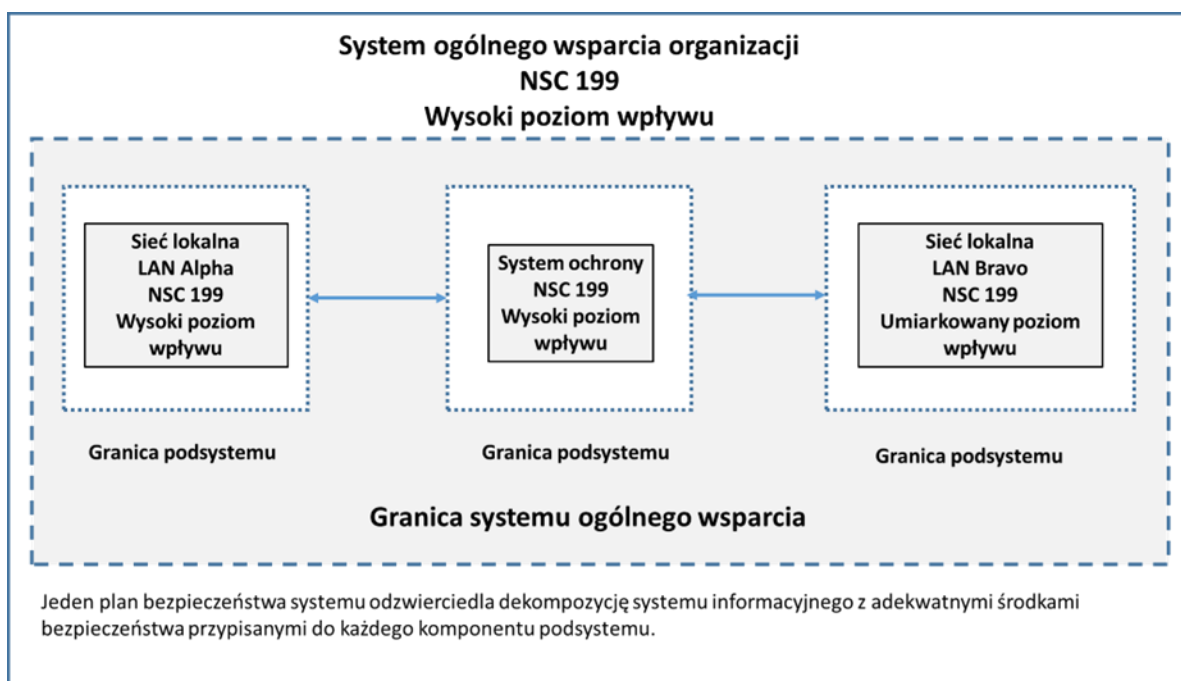 System ogólnego wsparcia organizacji
NSC 199
Wysoki poziom wpływu
Sieć lokalna
LAN Alpha
NSC 199
Wysoki poziom
wpływu
System ochrony
NSC 199
Wysoki poziom
wpływu
Sieć lokalna
LAN Bravo
NSC 199
Umiarkowany poziom
wpływu
Granica podsystemu
Granica podsystemu
Granica podsystemu
Granica systemu ogólnego wsparcia
Jeden plan bezpieczeństwa systemu odzwierciedla dekompozycję systemu informacyjnego z adekwatnymi środkami
bezpieczeństwa przypisanymi do każdego komponentu podsystemu.